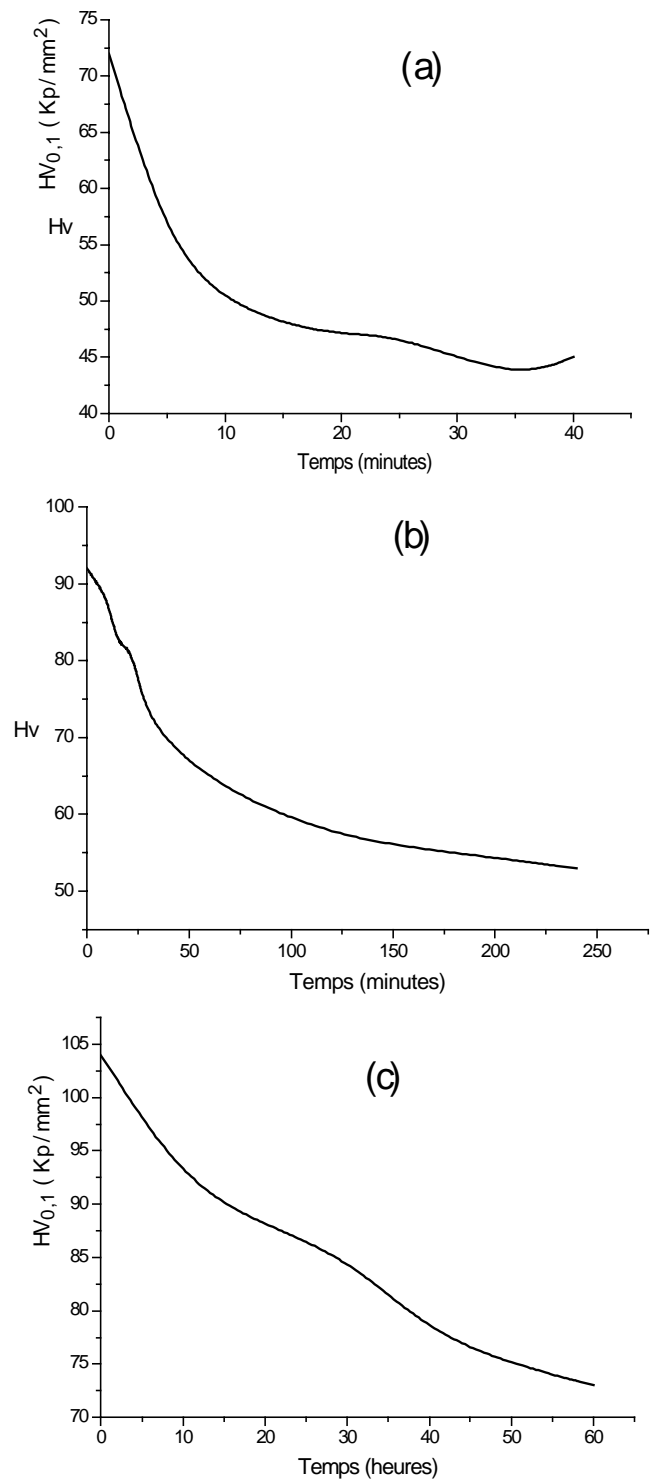 (a)
HV0,1 ( Kp/mm²)
Hv
75
70
65
60
55
50
45
40
0 10 20 30 40
Temps (minutes)
(b)
Hv
100
90
80
70
60
50
0 50 100 150 200 250
Temps (minutes)
(c)
HV0,1 ( Kp/mm²)
105
100
95
90
85
80
75
70
0 10 20 30 40 50 60
Temps (heures)